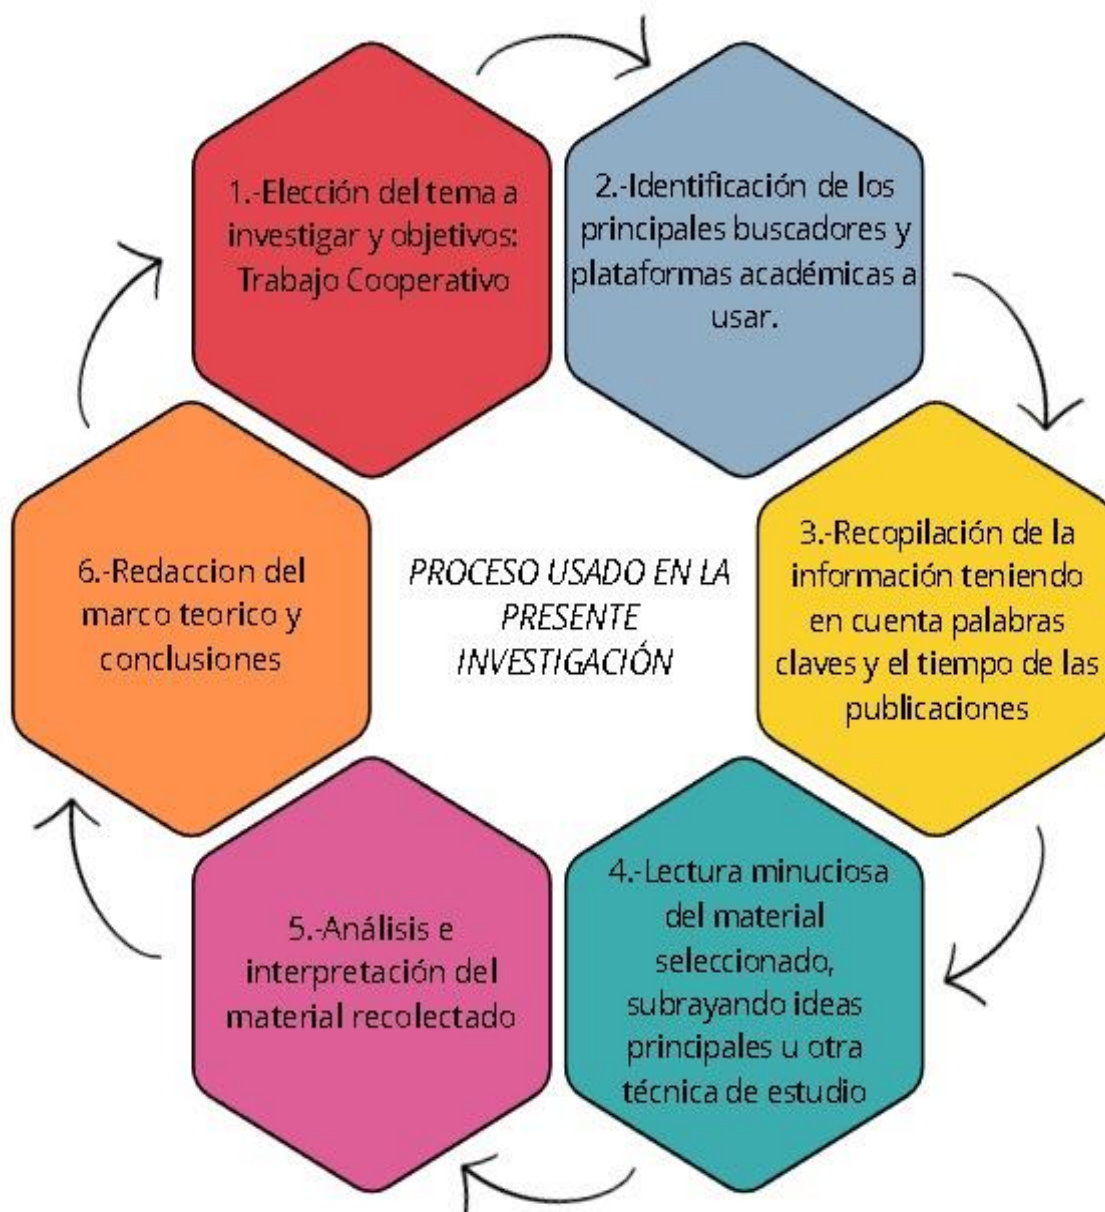 1.-Elección del tema a
investigar y objetivos:
Trabajo Cooperativo
2.-Identificación de los
principales buscadores y
plataformas académicas a
usar.
3.-Recopilación de la
información teniendo
en cuenta palabras
claves y el tiempo de las
publicaciones
4.-Lectura minuciosa
del material
seleccionado,
subrayando ideas
principales u otra
técnica de estudio
5.-Análisis e
interpretación del
material recolectado
6.-Redaccion del
marco teorico y
conclusiones
PROCESO USADO EN LA
PRESENTE
INVESTIGACIÓN